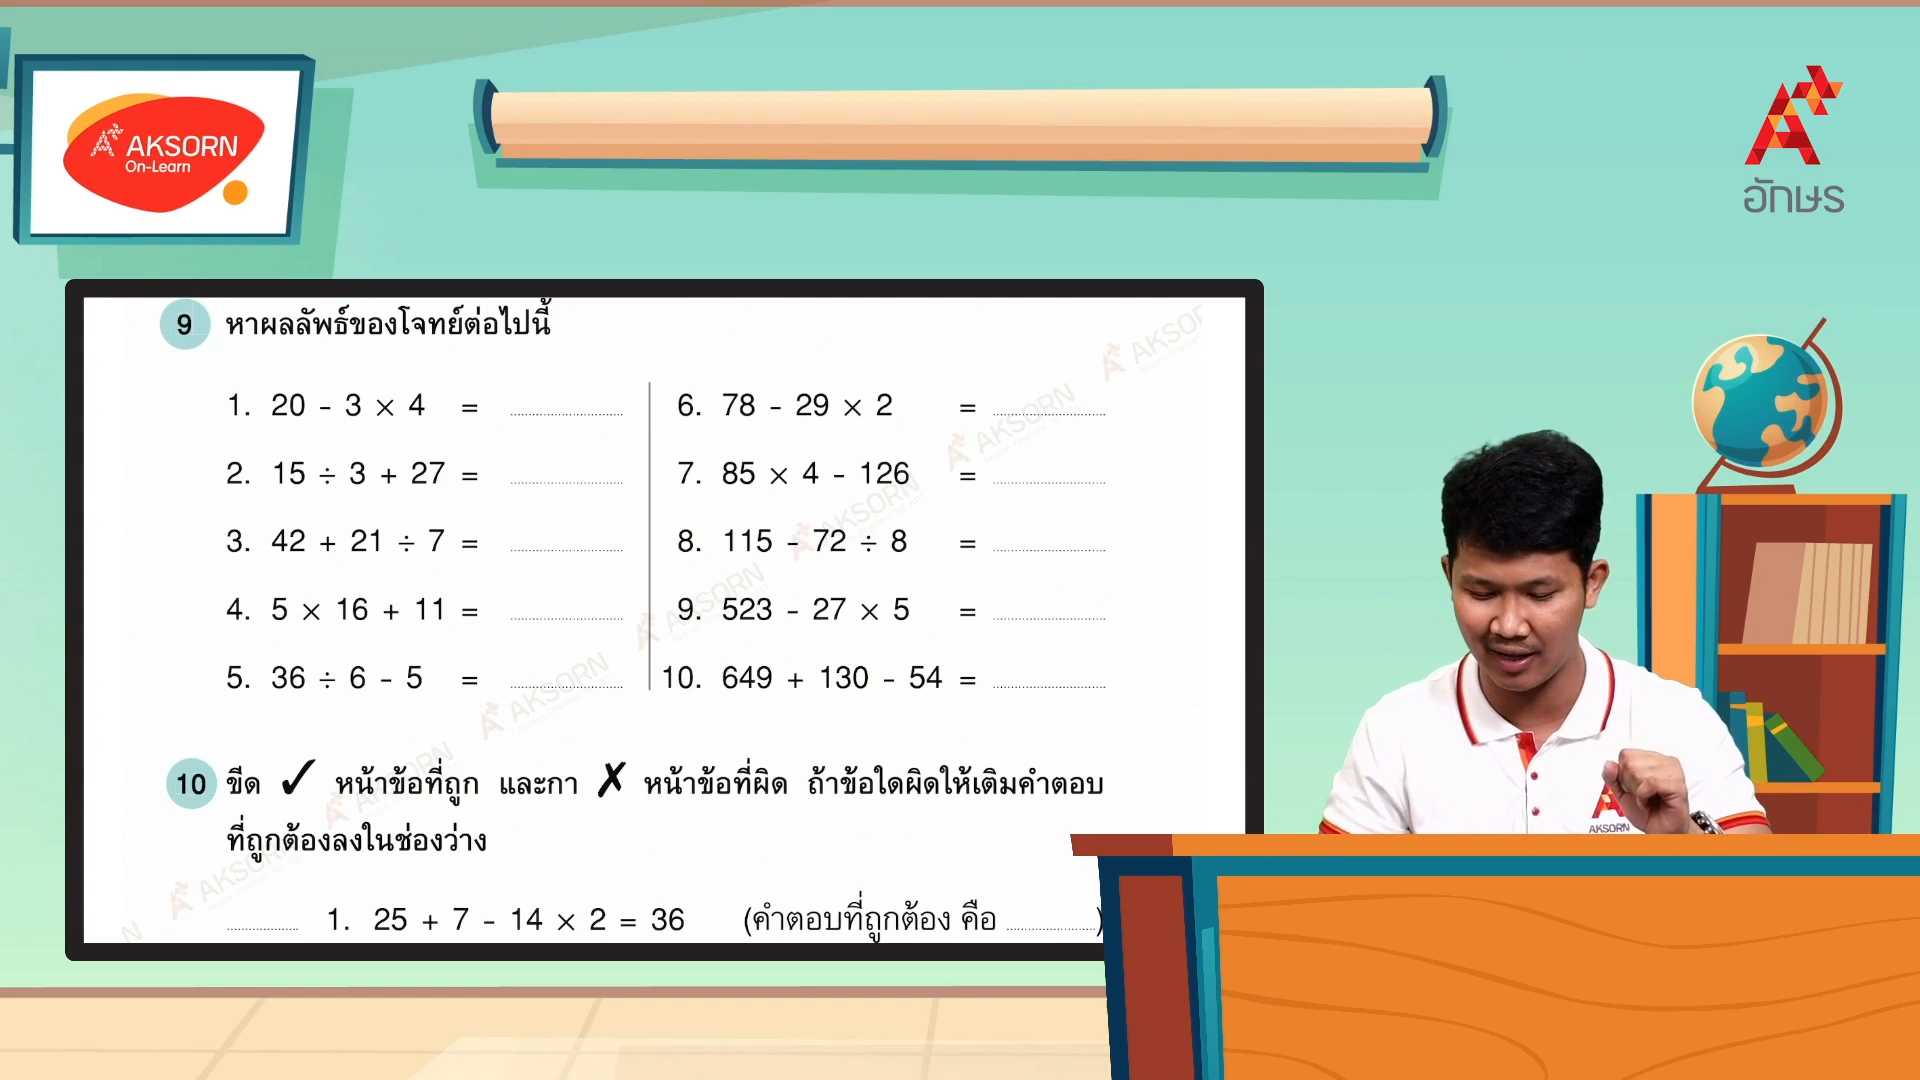 AKSORN
On-Learn
อักษร
9 หาผลลัพธ์ของโจทย์ต่อไปนี้
1. 20 - 3 × 4 = ....................
2. 15 ÷ 3 + 27 = ....................
3. 42 + 21 ÷ 7 = ....................
4. 5 × 16 + 11 = ....................
5. 36 ÷ 6 - 5 = ....................
6. 78 - 29 × 2 = ....................
7. 85 × 4 - 126 = ....................
8. 115 - 72 ÷ 8 = ....................
9. 523 - 27 × 5 = ....................
10. 649 + 130 - 54 = ....................
10 ขีด ✓ หน้าข้อที่ถูก และกา ✗ หน้าข้อที่ผิด ถ้าข้อใดผิดให้เติมคำตอบ
ที่ถูกต้องลงในช่องว่าง
.............. 1. 25 + 7 - 14 × 2 = 36 (คำตอบที่ถูกต้อง คือ ................)
AKSORN